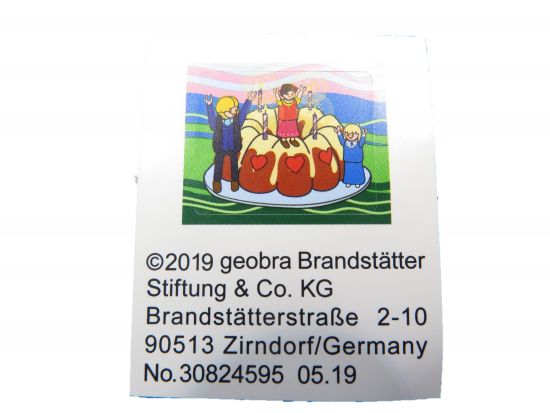 ©2019 geobra Brandstätter
Stiftung & Co. KG
Brandstätterstraße 2-10
90513 Zirndorf/Germany
No.30824595 05.19